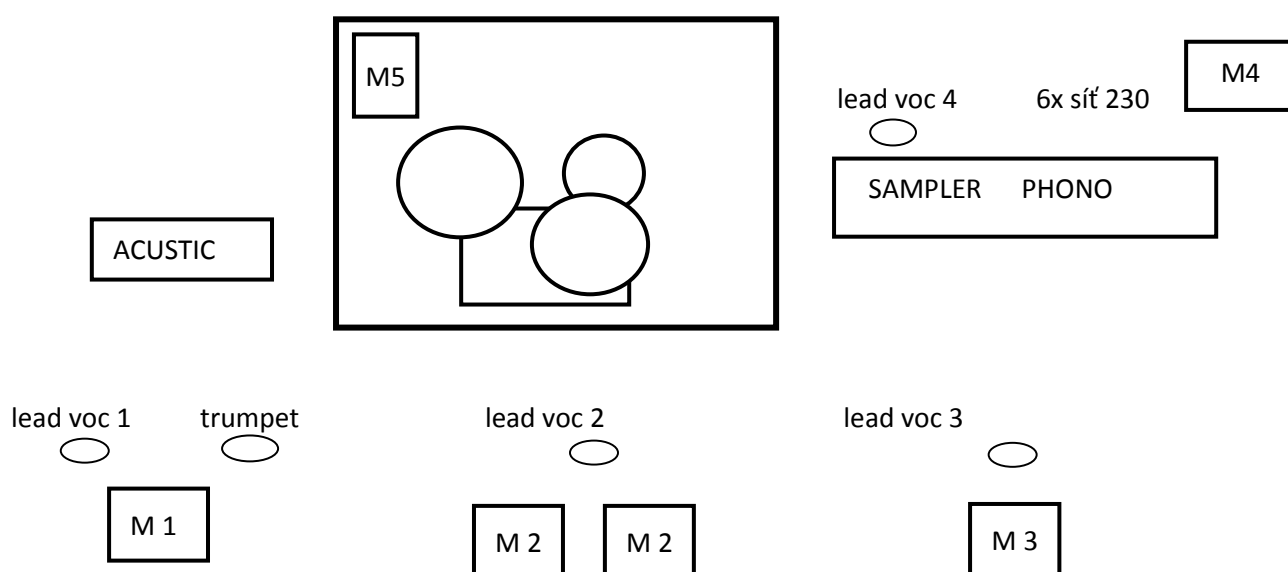 M5
M4
lead voc 4 6x síť 230
SAMPLER PHONO
ACUSTIC
lead voc 1 trumpet lead voc 2 lead voc 3
M 1 M 2 M 2 M 3